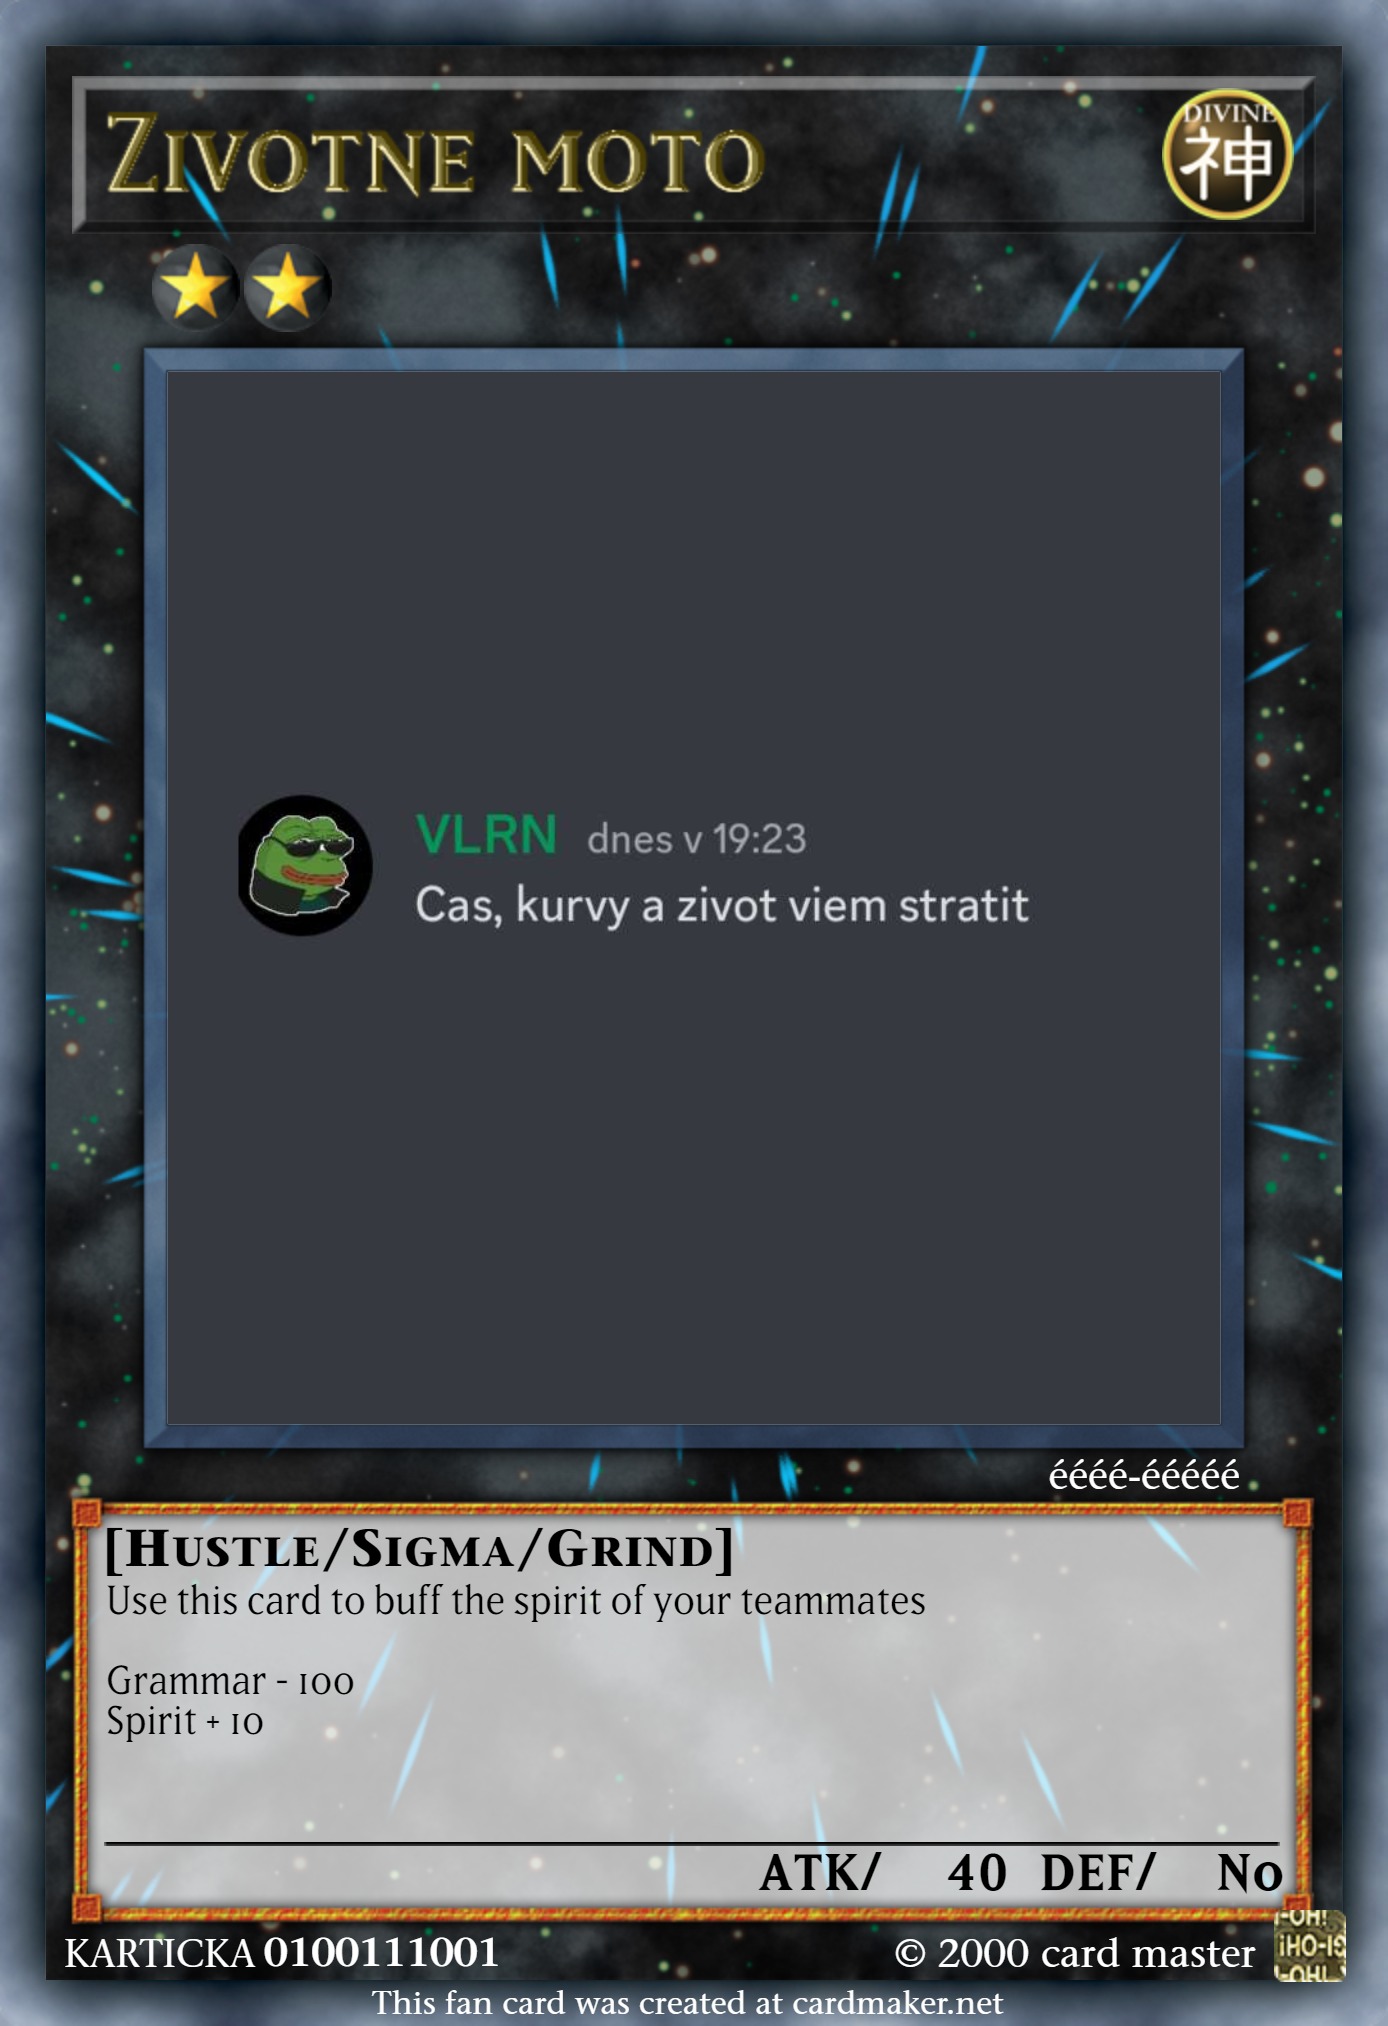 Zivotne moto
DIVINE
神
VLRN dnes v 19:23
Cas, kurvy a zivot viem stratit
éééé-ééééé
[Hustle/Sigma/Grind]
Use this card to buff the spirit of your teammates
Grammar - 100
Spirit + 10
ATK/ 40 DEF/ No
KARTICKA 0100111001
© 2000 card master
This fan card was created at cardmaker.net